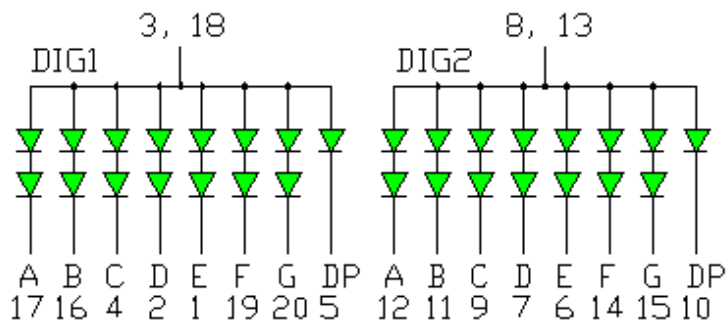 3, 18 8, 13
DIG1 DIG2
A B C D E F G DP A B C D E F G DP
17 16 4 2 1 19 20 5 12 11 9 7 6 14 15 10